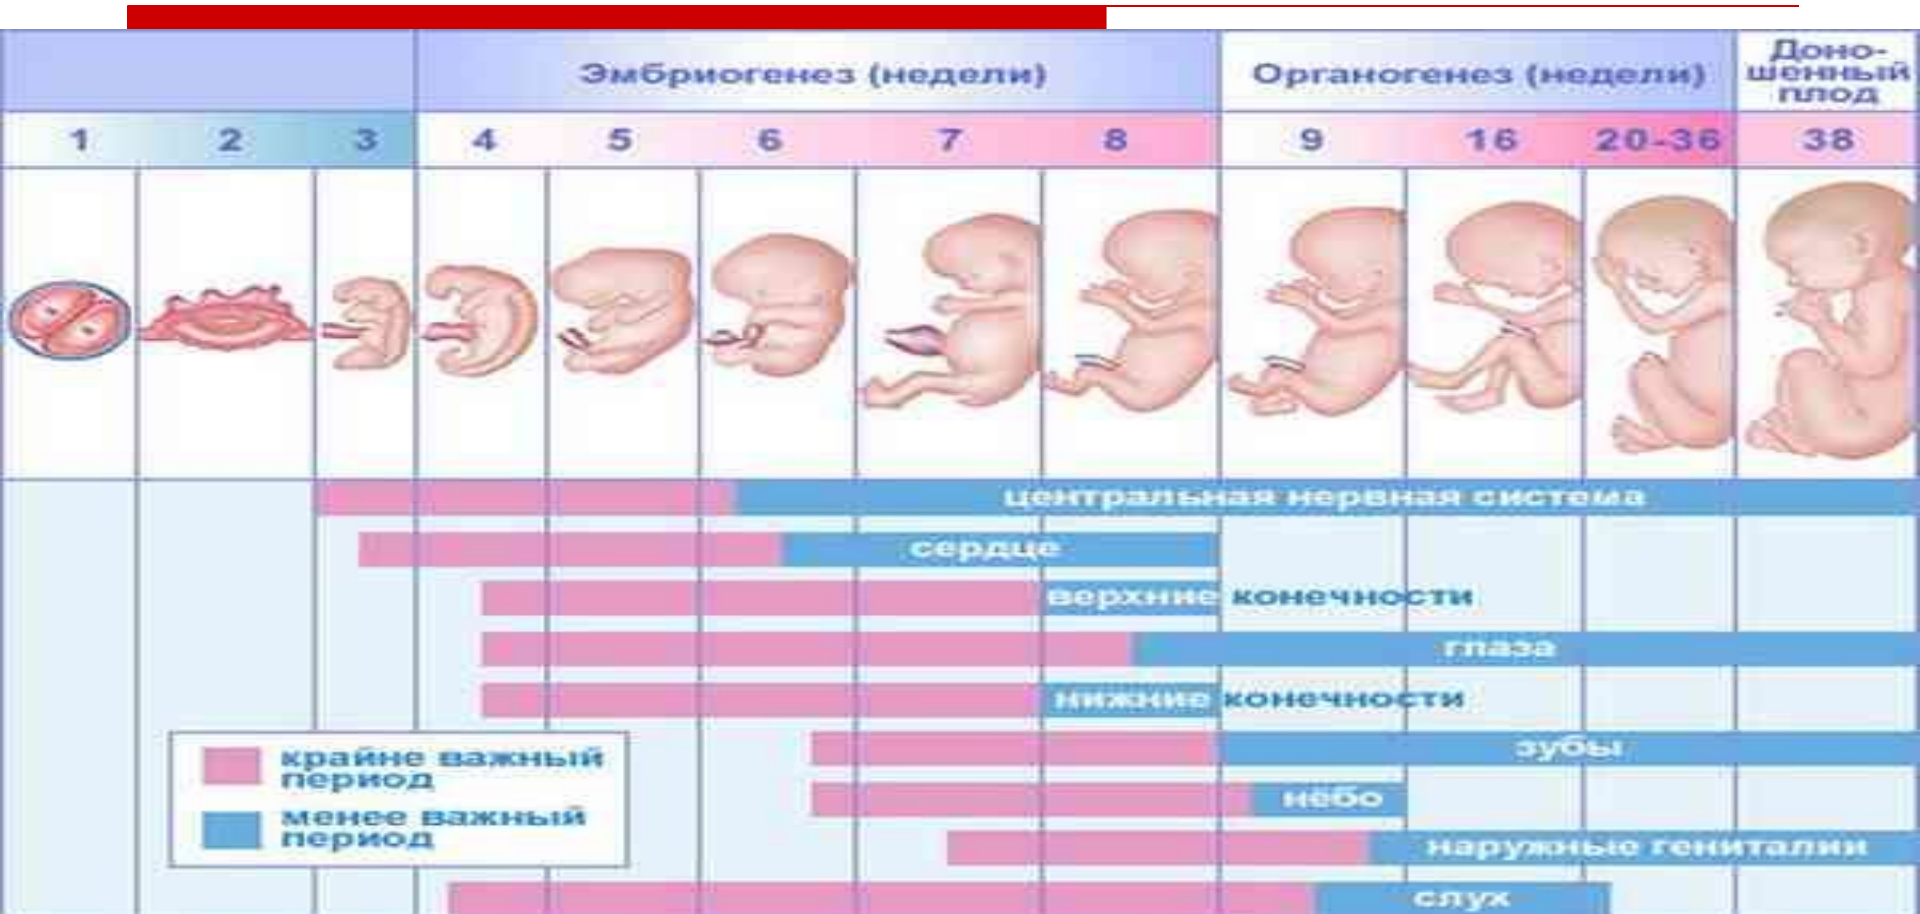 Эмбриогенез (недели)
Органогенез (недели)
Доно-
шенный
плод
1 2 3 4 5 6 7 8 9 16 20-36 38
центральная нервная система
сердце
верхние конечности
глаза
нижние конечности
зубы
нёбо
наружные гениталии
слух
крайне важный
период
менее важный
период